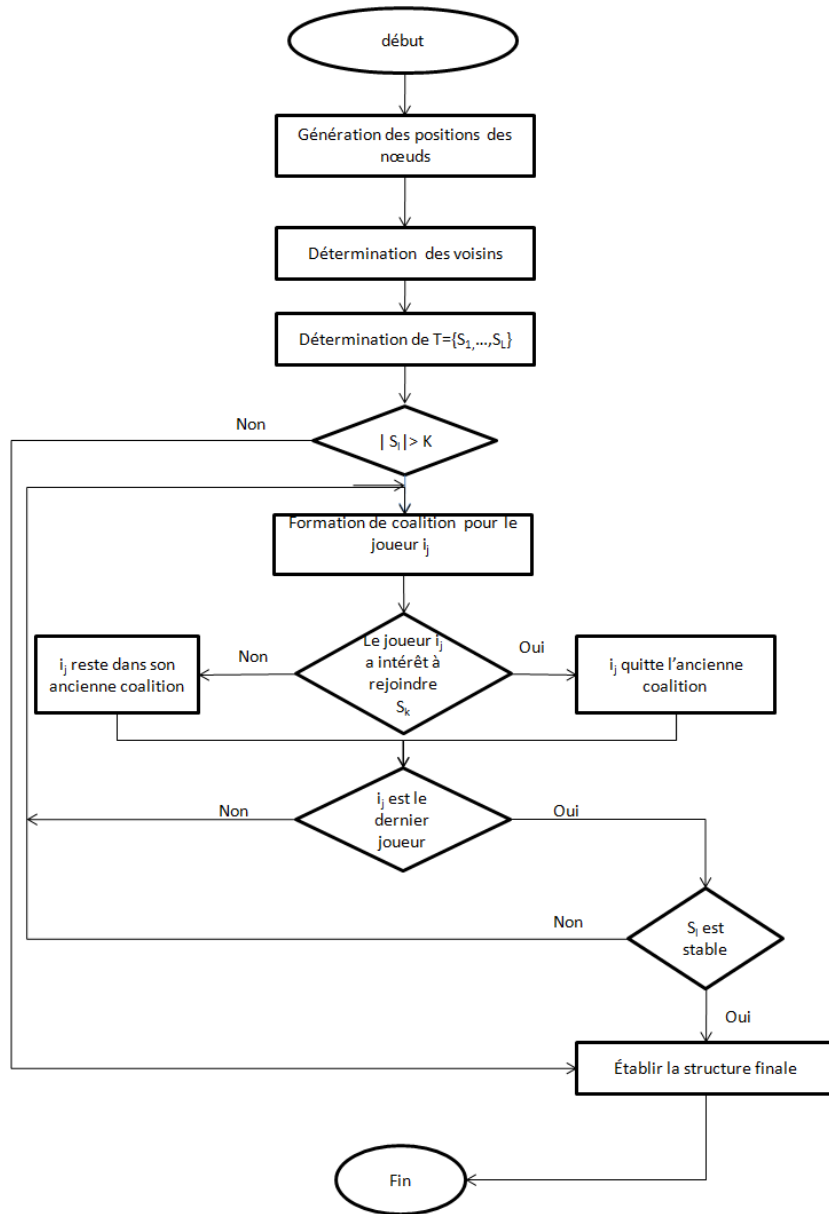 début
Génération des positions des
nœuds
Détermination des voisins
Détermination de T={S1,...,SL}
Non
| Sl |> K
Formation de coalition pour le
joueur ij
Le joueur ij
a intérêt à
rejoindre
Sk
Non
Oui
ij reste dans son
ancienne coalition
ij quitte l'ancienne
coalition
ij est le
dernier
joueur
Non
Oui
Non
Sl est
stable
Oui
Établir la structure finale
Fin